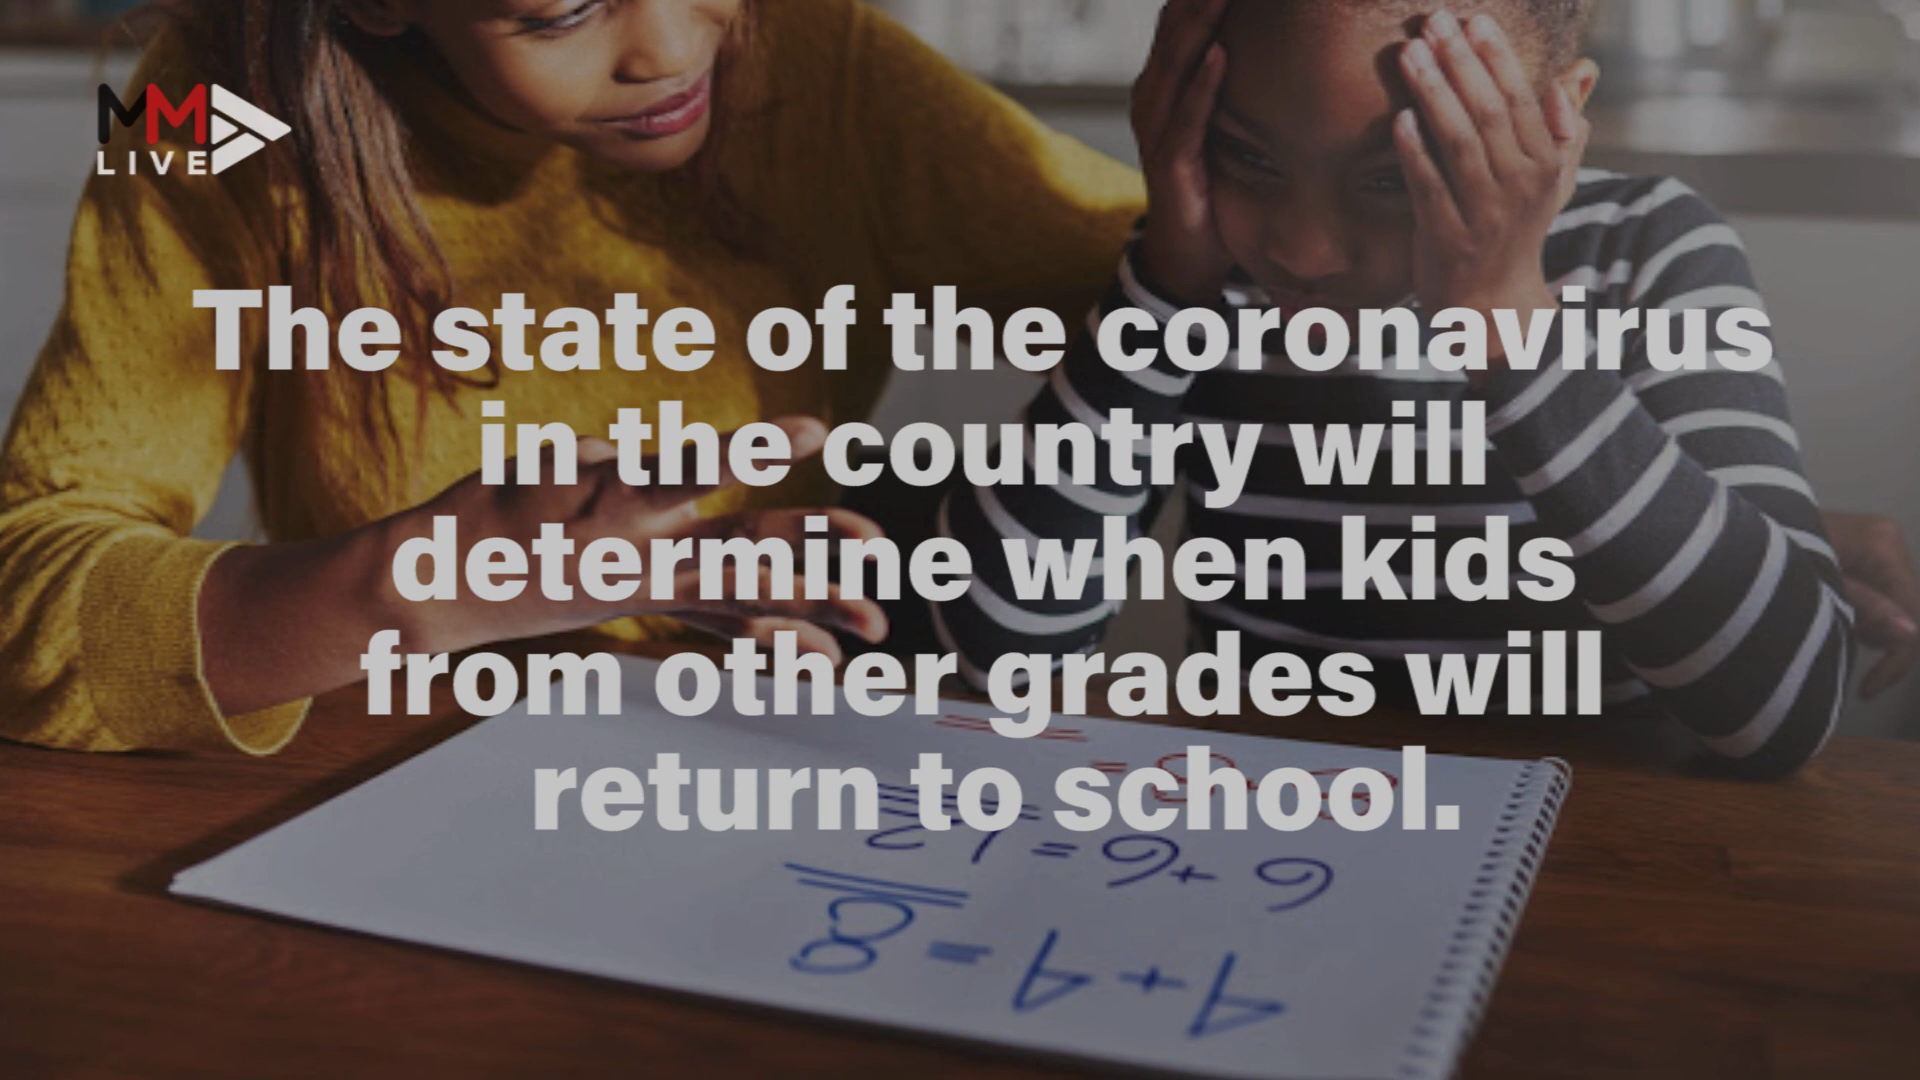 MM
LIVE
The state of the coronavirus
in the country will
determine when kids
from other grades will
return to school.
6+6=12
4+4=8